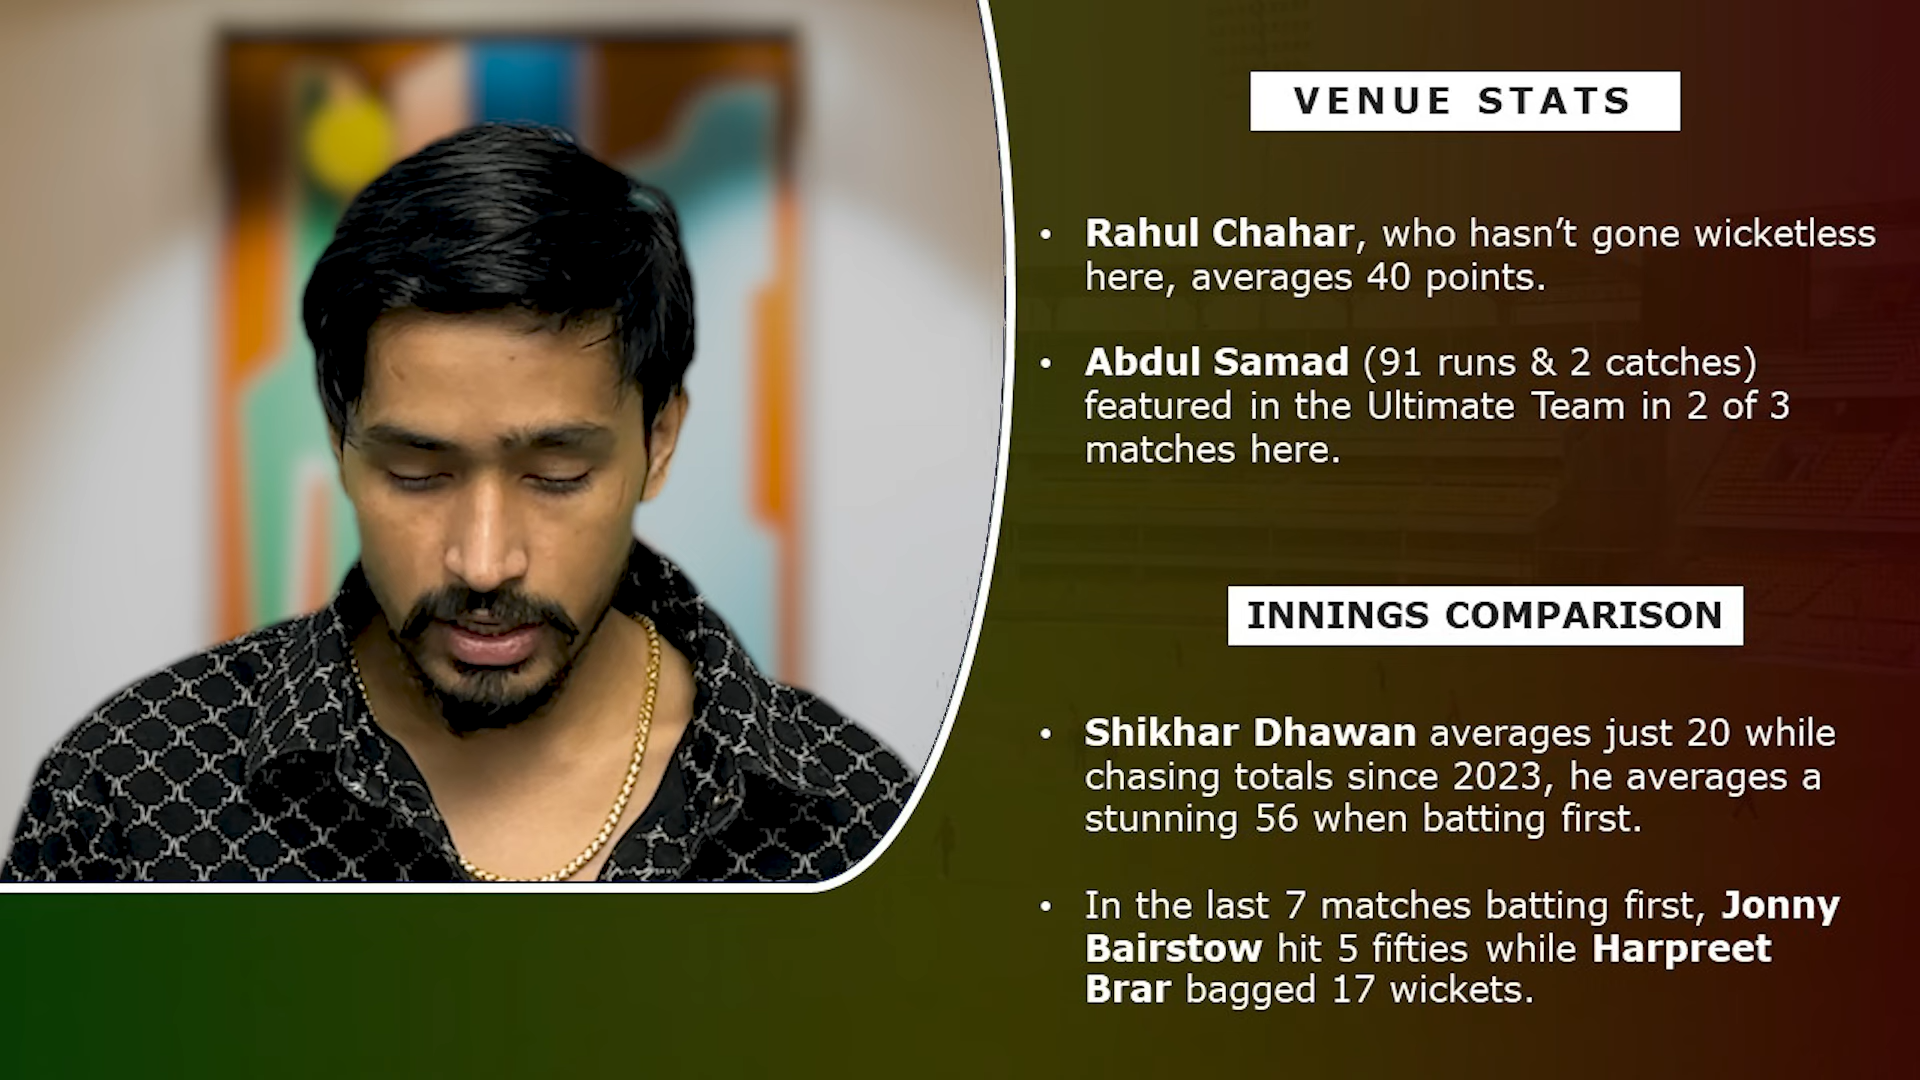 VENUE STATS
• Rahul Chahar, who hasn’t gone wicketless
here, averages 40 points.
• Abdul Samad (91 runs & 2 catches)
featured in the Ultimate Team in 2 of 3
matches here.
INNINGS COMPARISON
• Shikhar Dhawan averages just 20 while
chasing totals since 2023, he averages a
stunning 56 when batting first.
• In the last 7 matches batting first, Jonny
Bairstow hit 5 fifties while Harpreet
Brar bagged 17 wickets.